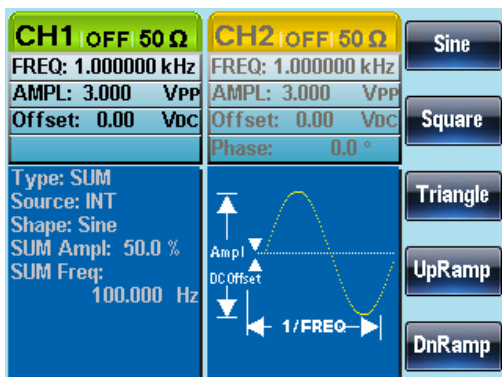 CH1 OFF 50 Ω
FREQ: 1.000000 kHz
AMPL: 3.000 VPP
Offset: 0.00 VDC
Type: SUM
Source: INT
Shape: Sine
SUM Ampl: 50.0 %
SUM Freq:
100.000 Hz
CH2 OFF 50 Ω
FREQ: 1.000000 kHz
AMPL: 3.000 VPP
Offset: 0.00 VDC
Phase: 0.0 °
Ampl
DC Offset
1/FREQ
Sine
Square
Triangle
UpRamp
DnRamp